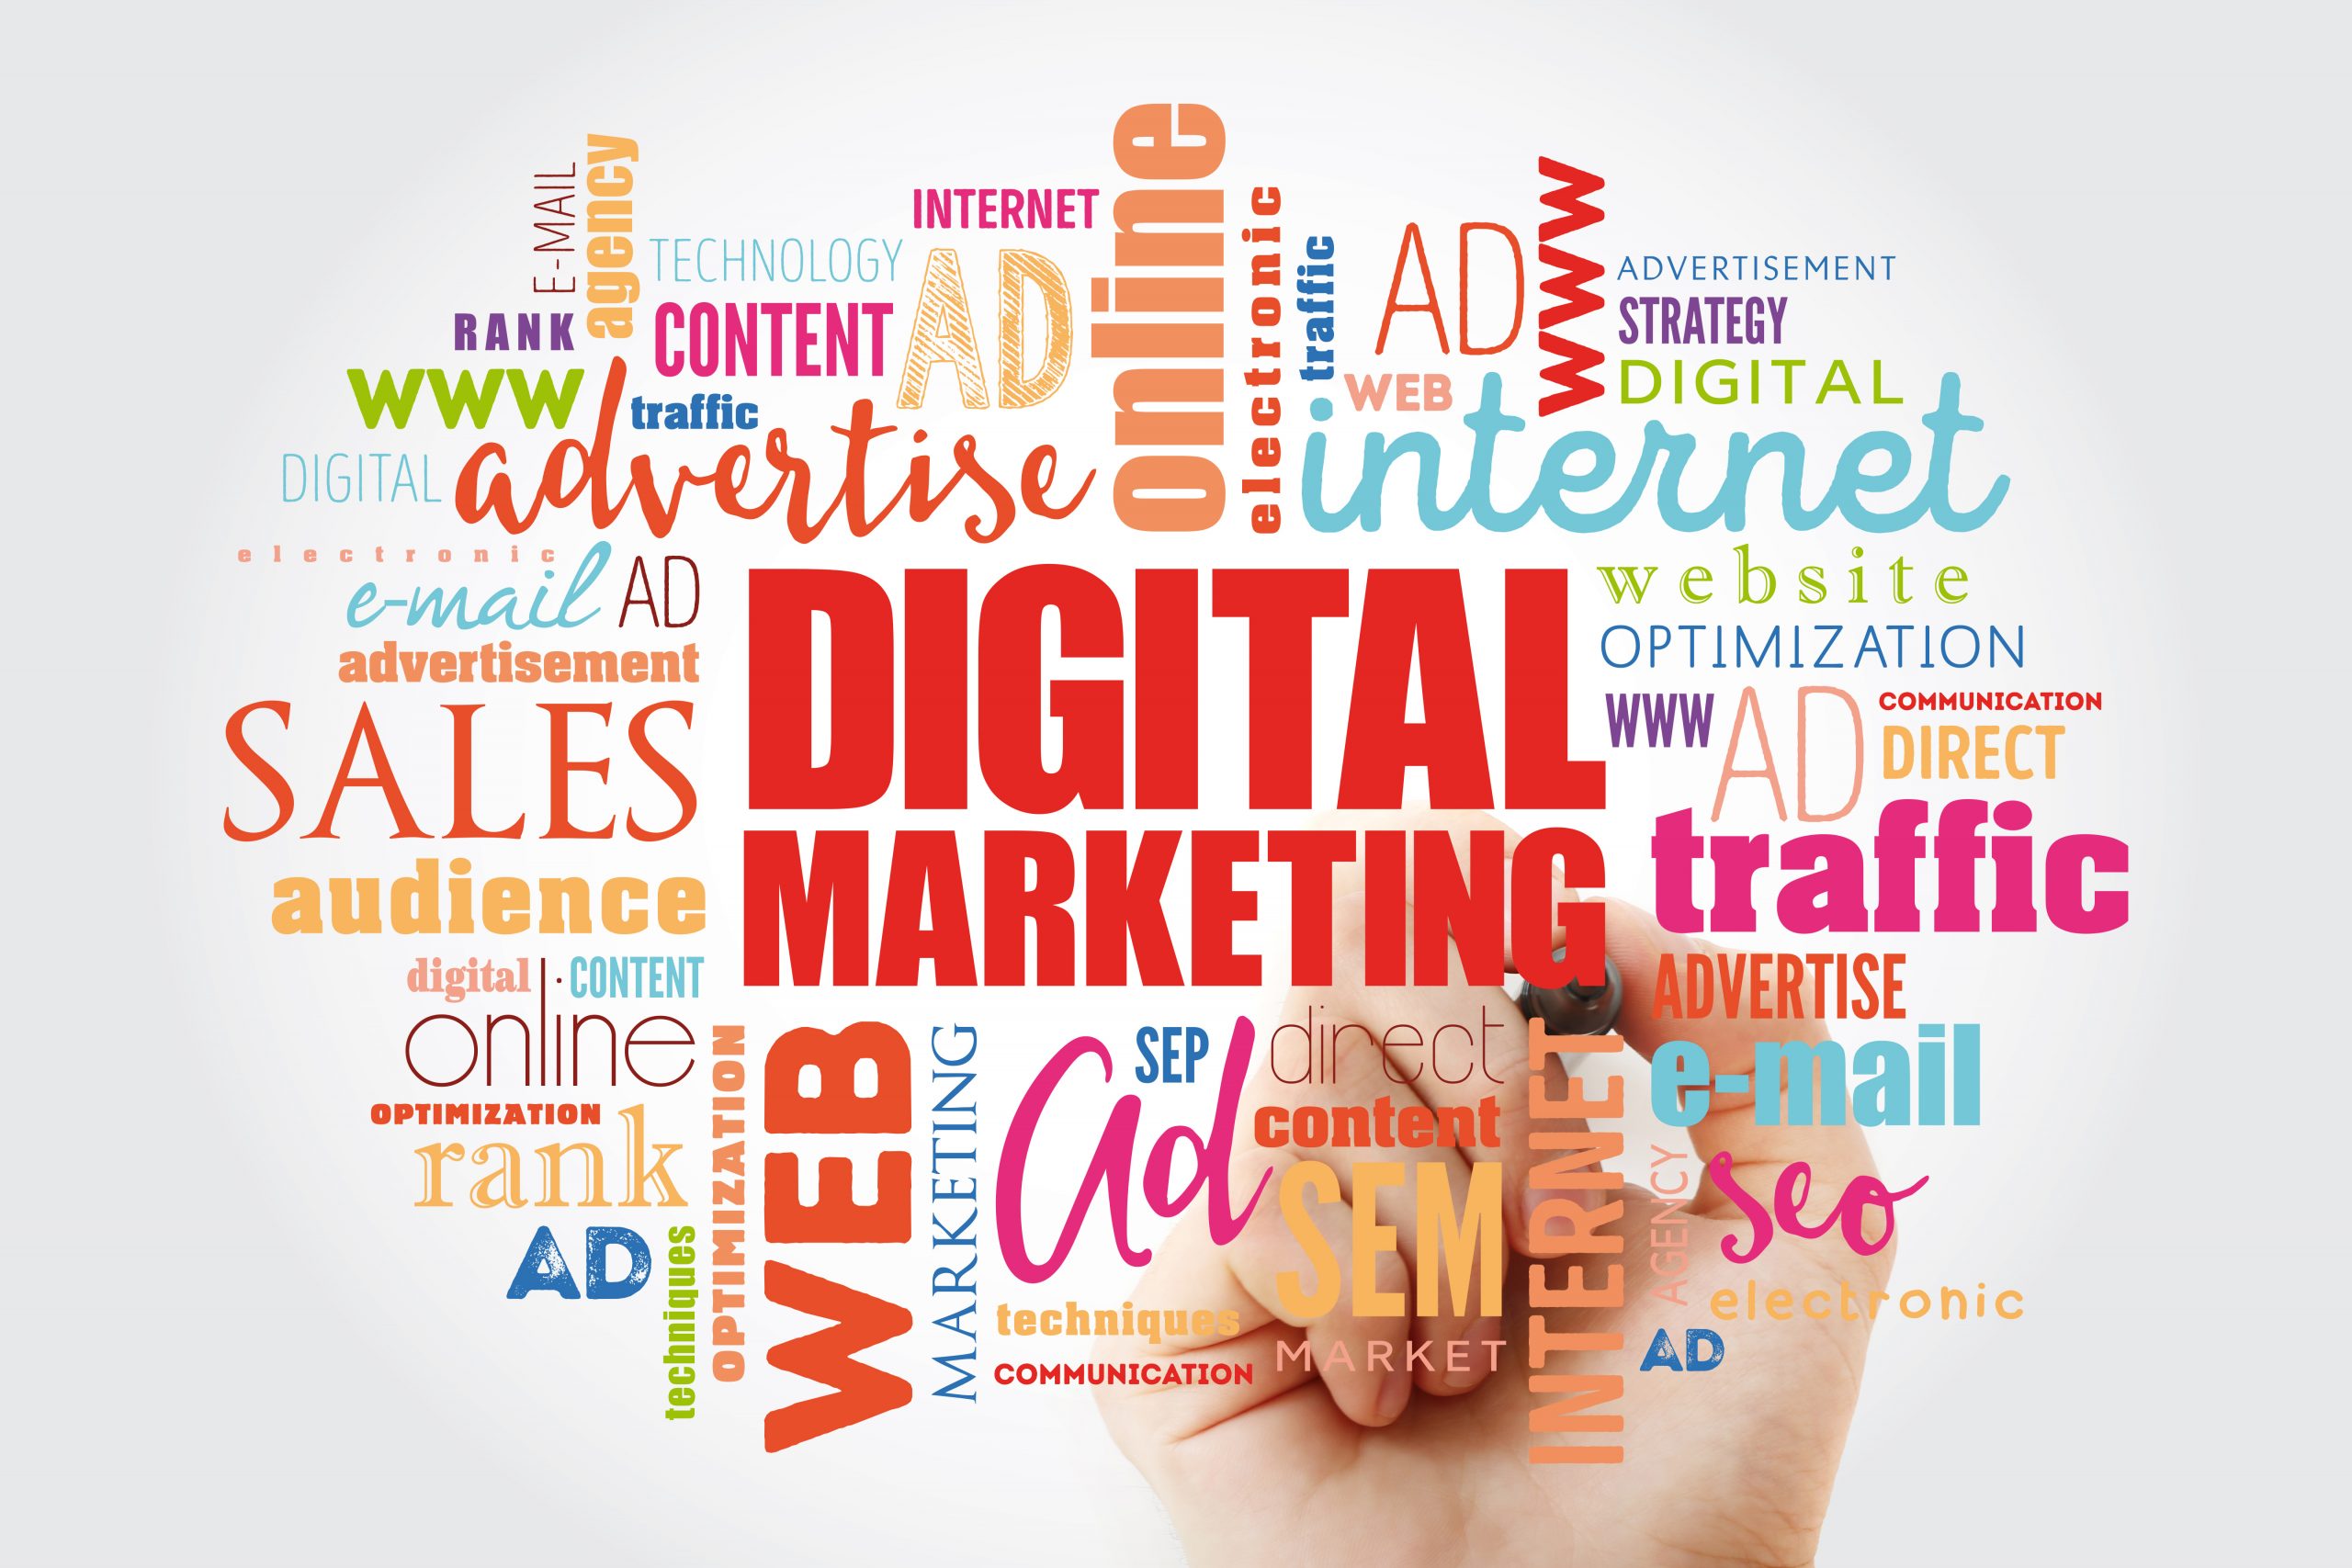 E-MAIL
agency
INTERNET
online
TECHNOLOGY
AD
electronic
traffic
AD
WWW
ADVERTISEMENT
RANK
CONTENT
STRATEGY
WWW
traffic
WEB
DIGITAL
DIGITAL
advertise
internet
electronic
e-mail
AD
website
advertisement
DIGITAL
OPTIMIZATION
SALES
WWW
AD
COMMUNICATION
DIRECT
audience
MARKETING
traffic
digital
CONTENT
ADVERTISE
online
SEP
direct
e-mail
OPTIMIZATION
content
rank
OPTIMIZATION
WEB
MARKETING
ad
SEM
INTERNET
AGENCY
seo
AD
techniques
techniques
electronic
COMMUNICATION
MARKET
AD